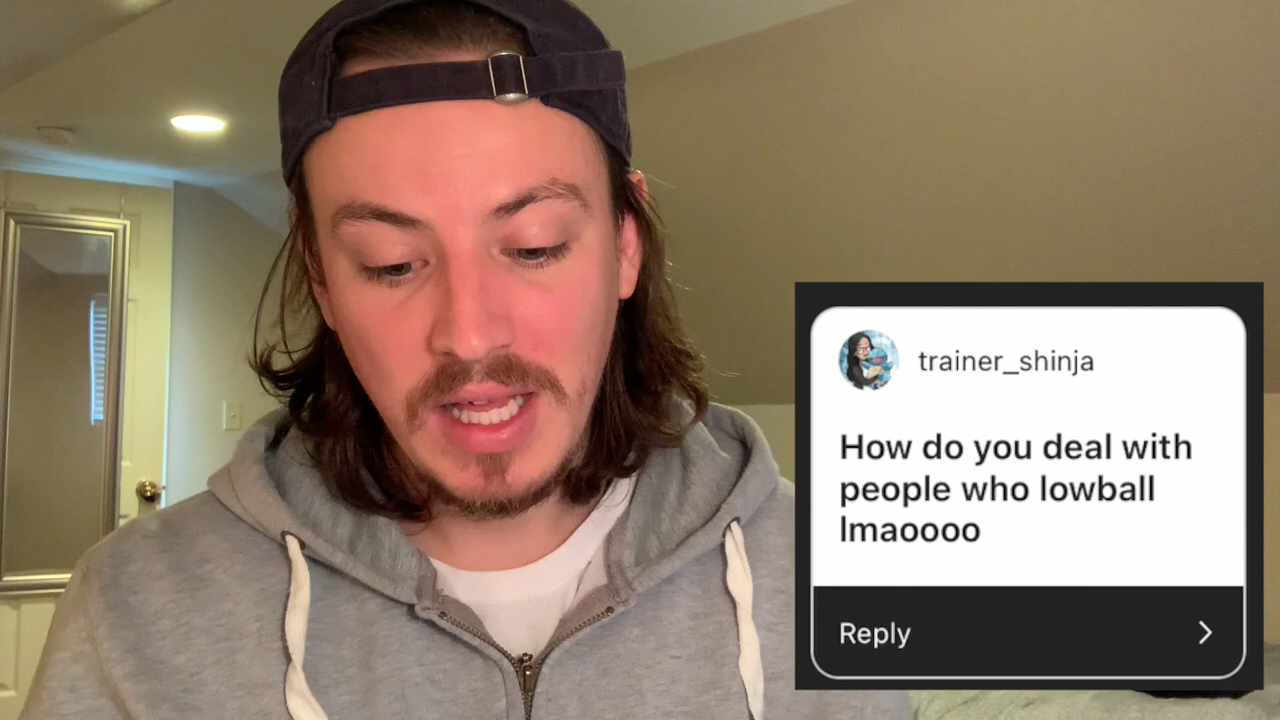 trainer_shinja
How do you deal with
people who lowball
lmaoooo
Reply